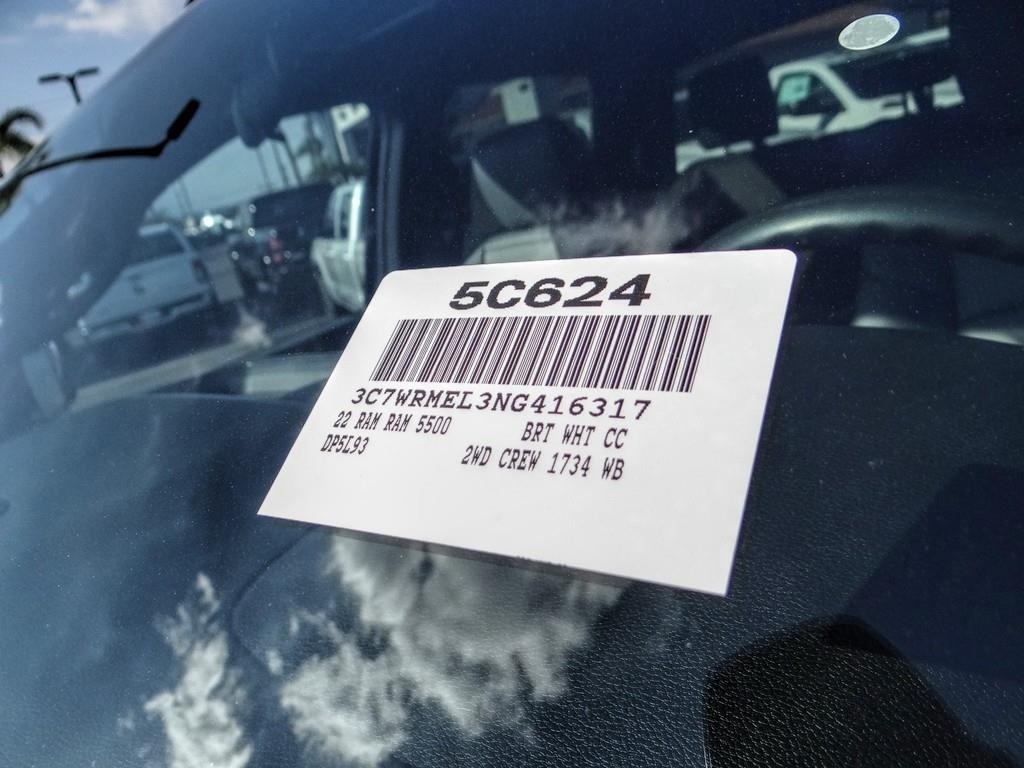 5C624
3C7WRMEL3NG416317
22 RAM RAM 5500 BRT WHT CC
DP5L93 2WD CREW 1734 WB